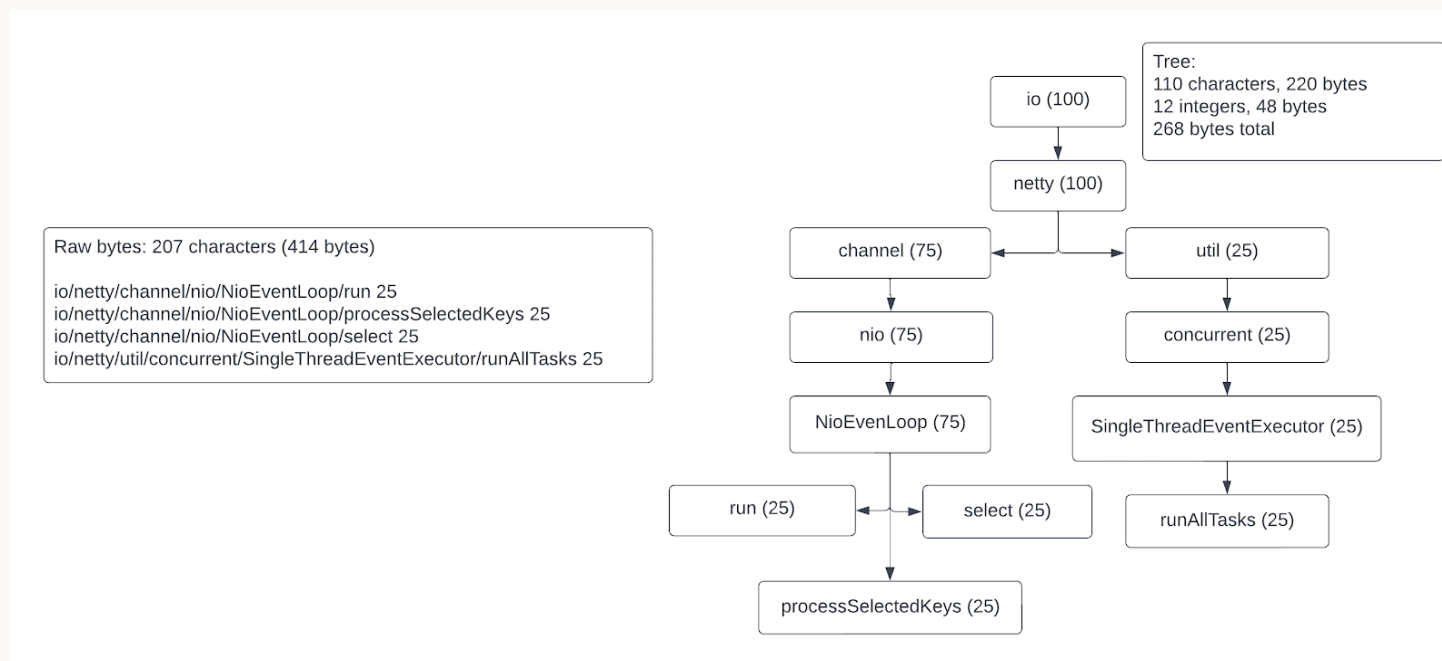 Tree:
110 characters, 220 bytes
12 integers, 48 bytes
268 bytes total
io (100)
netty (100)
Raw bytes: 207 characters (414 bytes)
io/netty/channel/nio/NioEventLoop/run 25
io/netty/channel/nio/NioEventLoop/processSelectedKeys 25
io/netty/channel/nio/NioEventLoop/select 25
io/netty/util/concurrent/SingleThreadEventExecutor/runAllTasks 25
channel (75)
util (25)
nio (75)
concurrent (25)
NioEvenLoop (75)
SingleThreadEventExecutor (25)
run (25)
select (25)
runAllTasks (25)
processSelectedKeys (25)